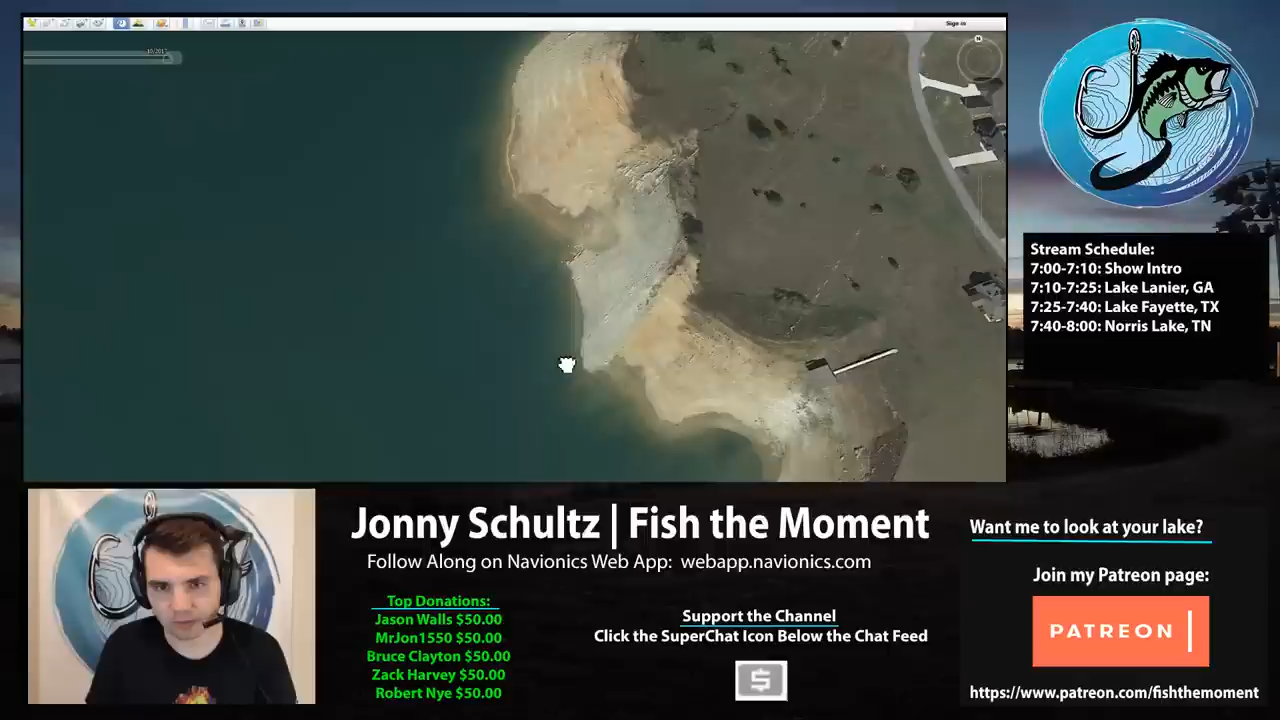 Sign in
10/2017
N
Stream Schedule:
7:00-7:10: Show Intro
7:10-7:25: Lake Lanier, GA
7:25-7:40: Lake Fayette, TX
7:40-8:00: Norris Lake, TN
Jonny Schultz | Fish the Moment
Follow Along on Navionics Web App: webapp.navionics.com
Top Donations:
Jason Walls $50.00
MrJon1550 $50.00
Bruce Clayton $50.00
Zack Harvey $50.00
Robert Nye $50.00
Support the Channel
Click the SuperChat Icon Below the Chat Feed
$
Want me to look at your lake?
Join my Patreon page:
PATREON
https://www.patreon.com/fishthemoment